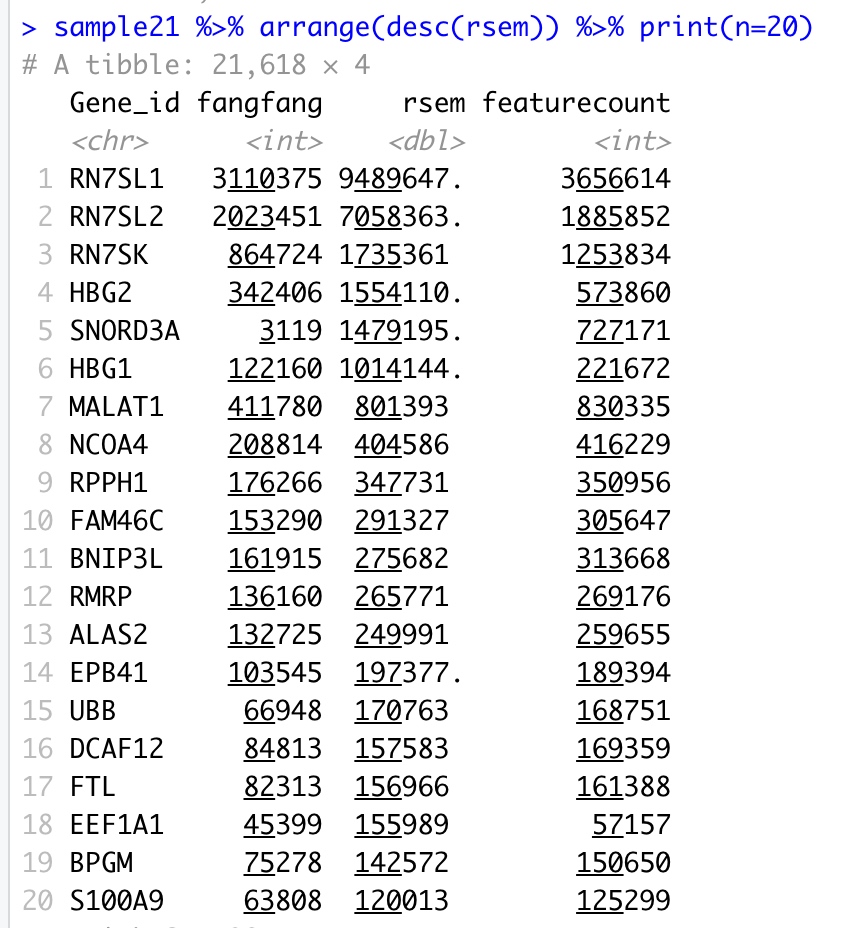 > sample21 %>% arrange(desc(rsem)) %>% print(n=20)
# A tibble: 21,618 × 4
Gene_id fangfang rsem featurecount
<chr> <int> <dbl> <int>
1 RN7SL1 3110375 9489647. 3656614
2 RN7SL2 2023451 7058363. 1885852
3 RN7SK 864724 1735361 1253834
4 HBG2 342406 1554110. 573860
5 SNORD3A 3119 1479195. 727171
6 HBG1 122160 1014144. 221672
7 MALAT1 411780 801393 830335
8 NCOA4 208814 404586 416229
9 RPPH1 176266 347731 350956
10 FAM46C 153290 291327 305647
11 BNIP3L 161915 275682 313668
12 RMRP 136160 265771 269176
13 ALAS2 132725 249991 259655
14 EPB41 103545 197377. 189394
15 UBB 66948 170763 168751
16 DCAF12 84813 157583 169359
17 FTL 82313 156966 161388
18 EEF1A1 45399 155989 57157
19 BPGM 75278 142572 150650
20 S100A9 63808 120013 125299